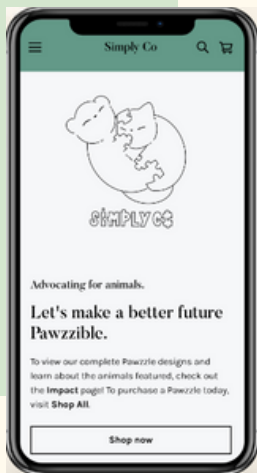 Simply Co
SIMPLY CO
Advocating for animals.
Let's make a better future
Pawzzible.
To view our complete Pawzzle designs and
learn about the animals featured, check out
the Impact page! To purchase a Pawzzle today,
visit Shop All.
Shop now